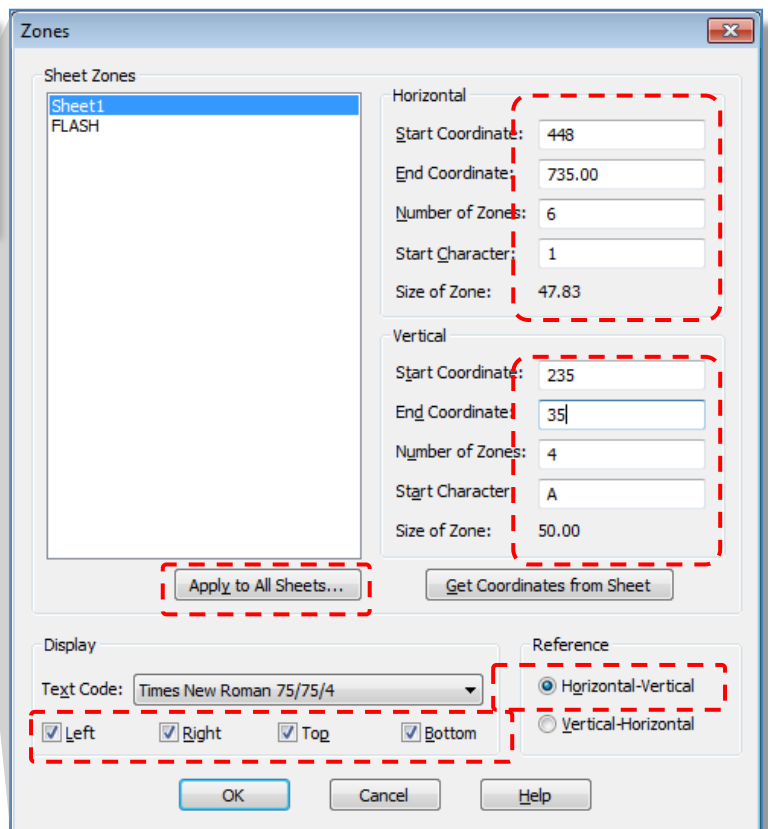 Zones
Sheet Zones
Sheet1
FLASH
Horizontal
Start Coordinate: 448
End Coordinate: 735.00
Number of Zones: 6
Start Character: 1
Size of Zone: 47.83
Vertical
Start Coordinate: 235
End Coordinate: 35
Number of Zones: 4
Start Character: A
Size of Zone: 50.00
Apply to All Sheets... Get Coordinates from Sheet
Display
Text Code: Times New Roman 75/75/4
Left Right Top Bottom
Reference
Horizontal-Vertical
Vertical-Horizontal
OK Cancel Help